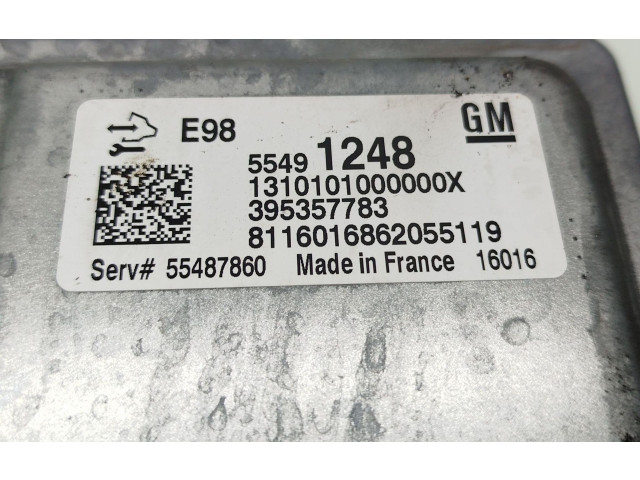 E98
GM
5549 1248
1310101000000X
395357783
8116016862055119
Serv# 55487860 Made in France 16016